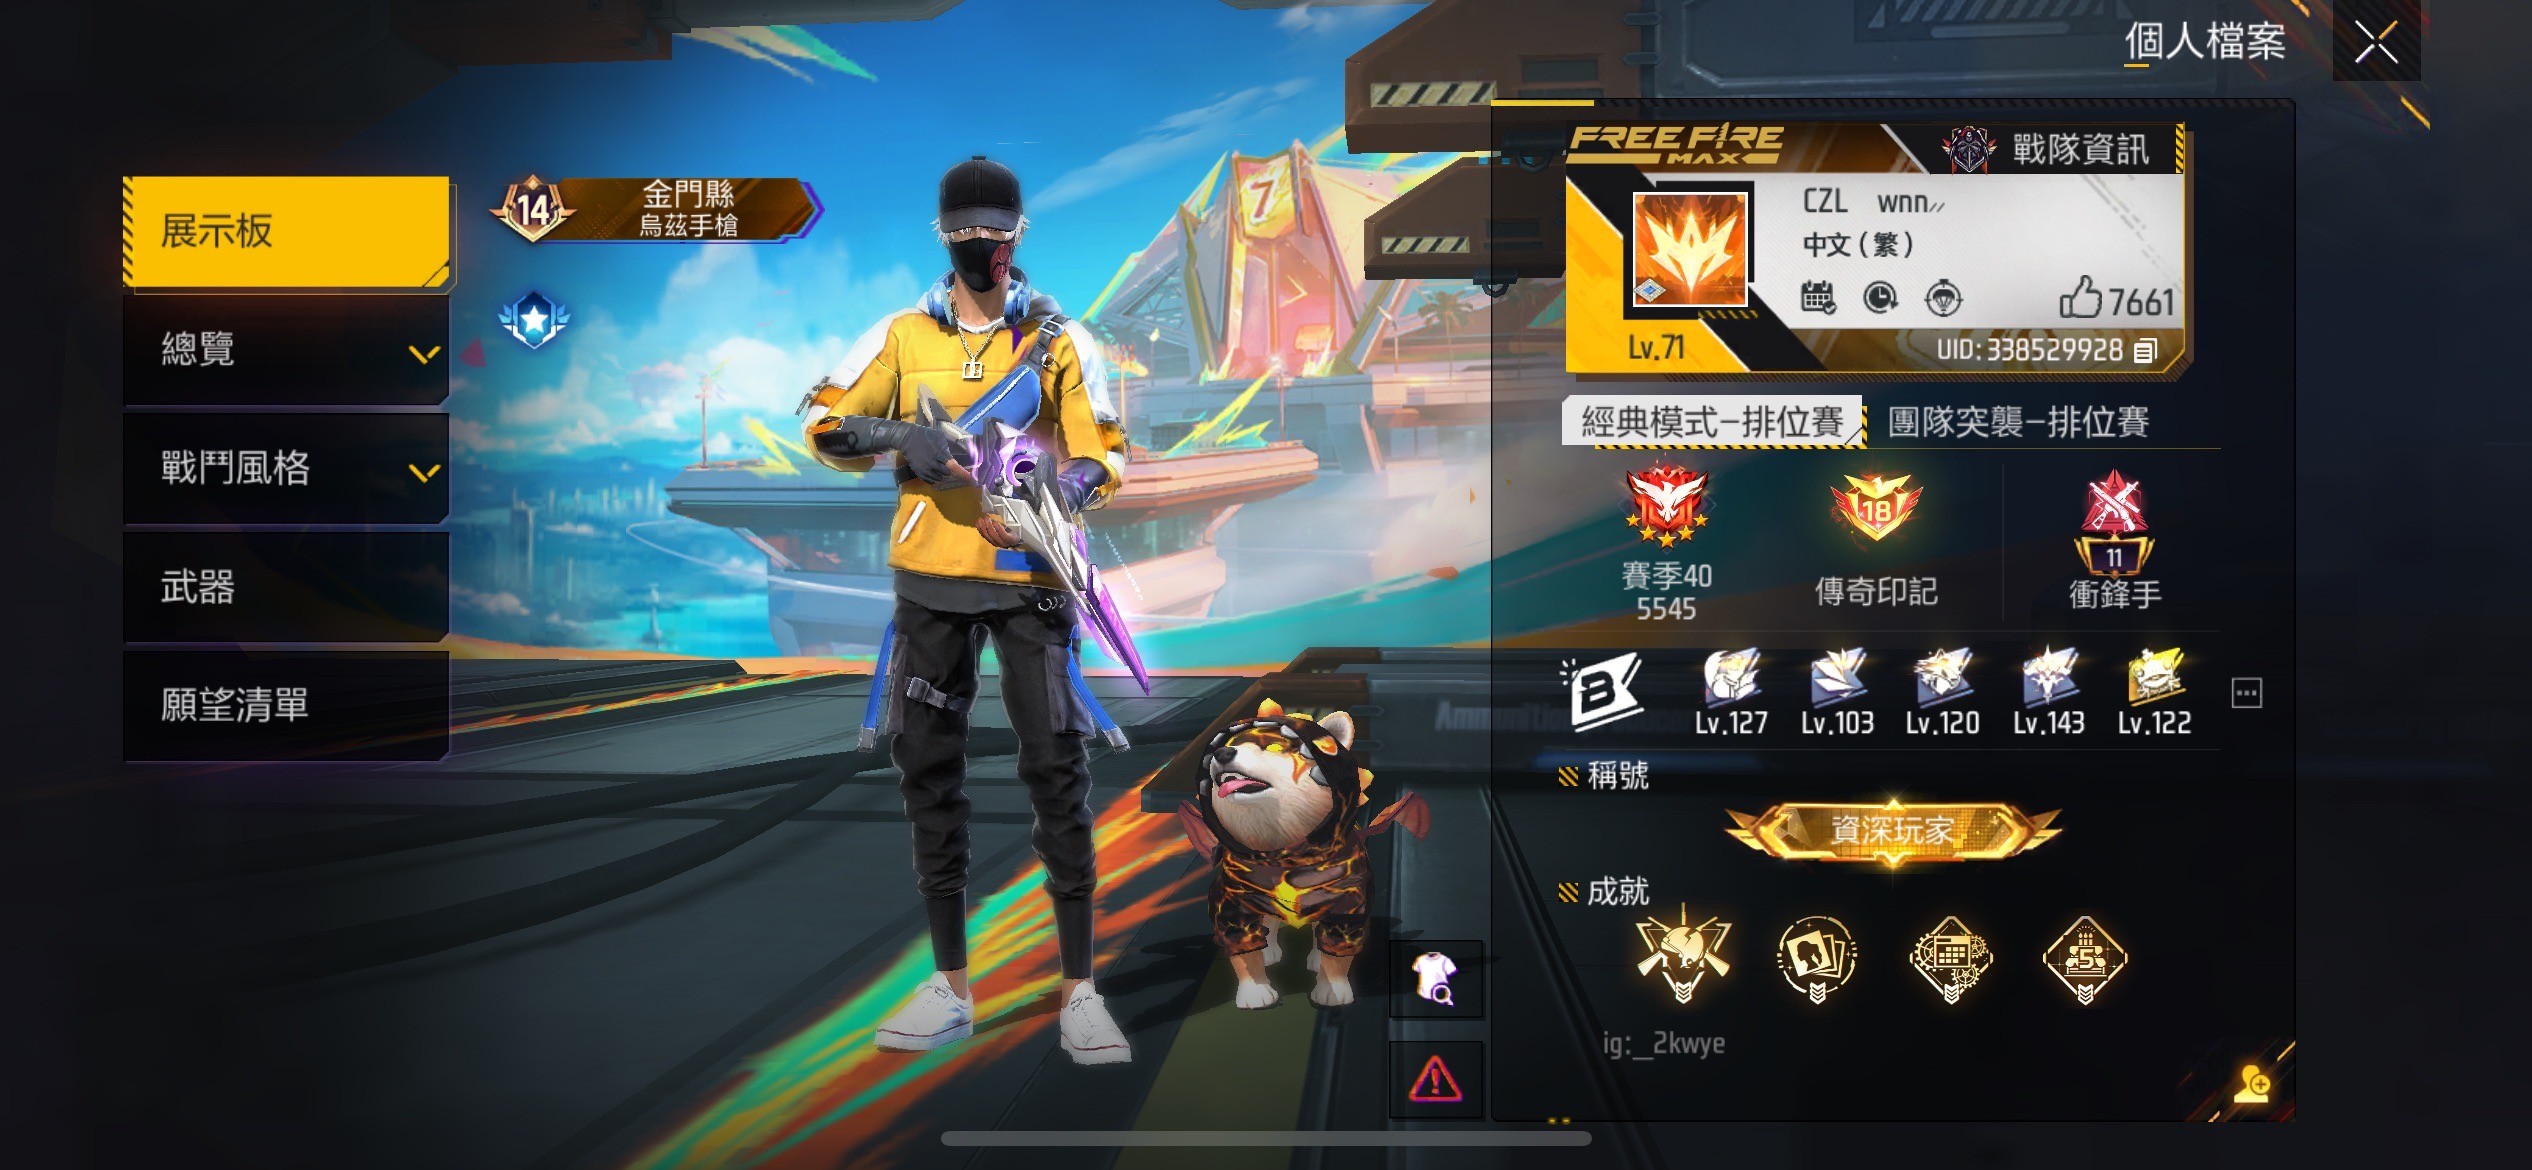 個人檔案
展示板
總覽
戰鬥風格
武器
願望清單
14
金門縣
烏茲手槍
7
FREE FIRE
MAX
戰隊資訊
CZL wnn
中文(繁)
7661
Lv.71
UID:338529928
經典模式-排位賽
團隊突襲-排位賽
18
11
賽季40
5545
傳奇印記
衝鋒手
B
Lv.127
Lv.103
Lv.120
Lv.143
Lv.122
稱號
資深玩家
成就
5
ig:_2kwye